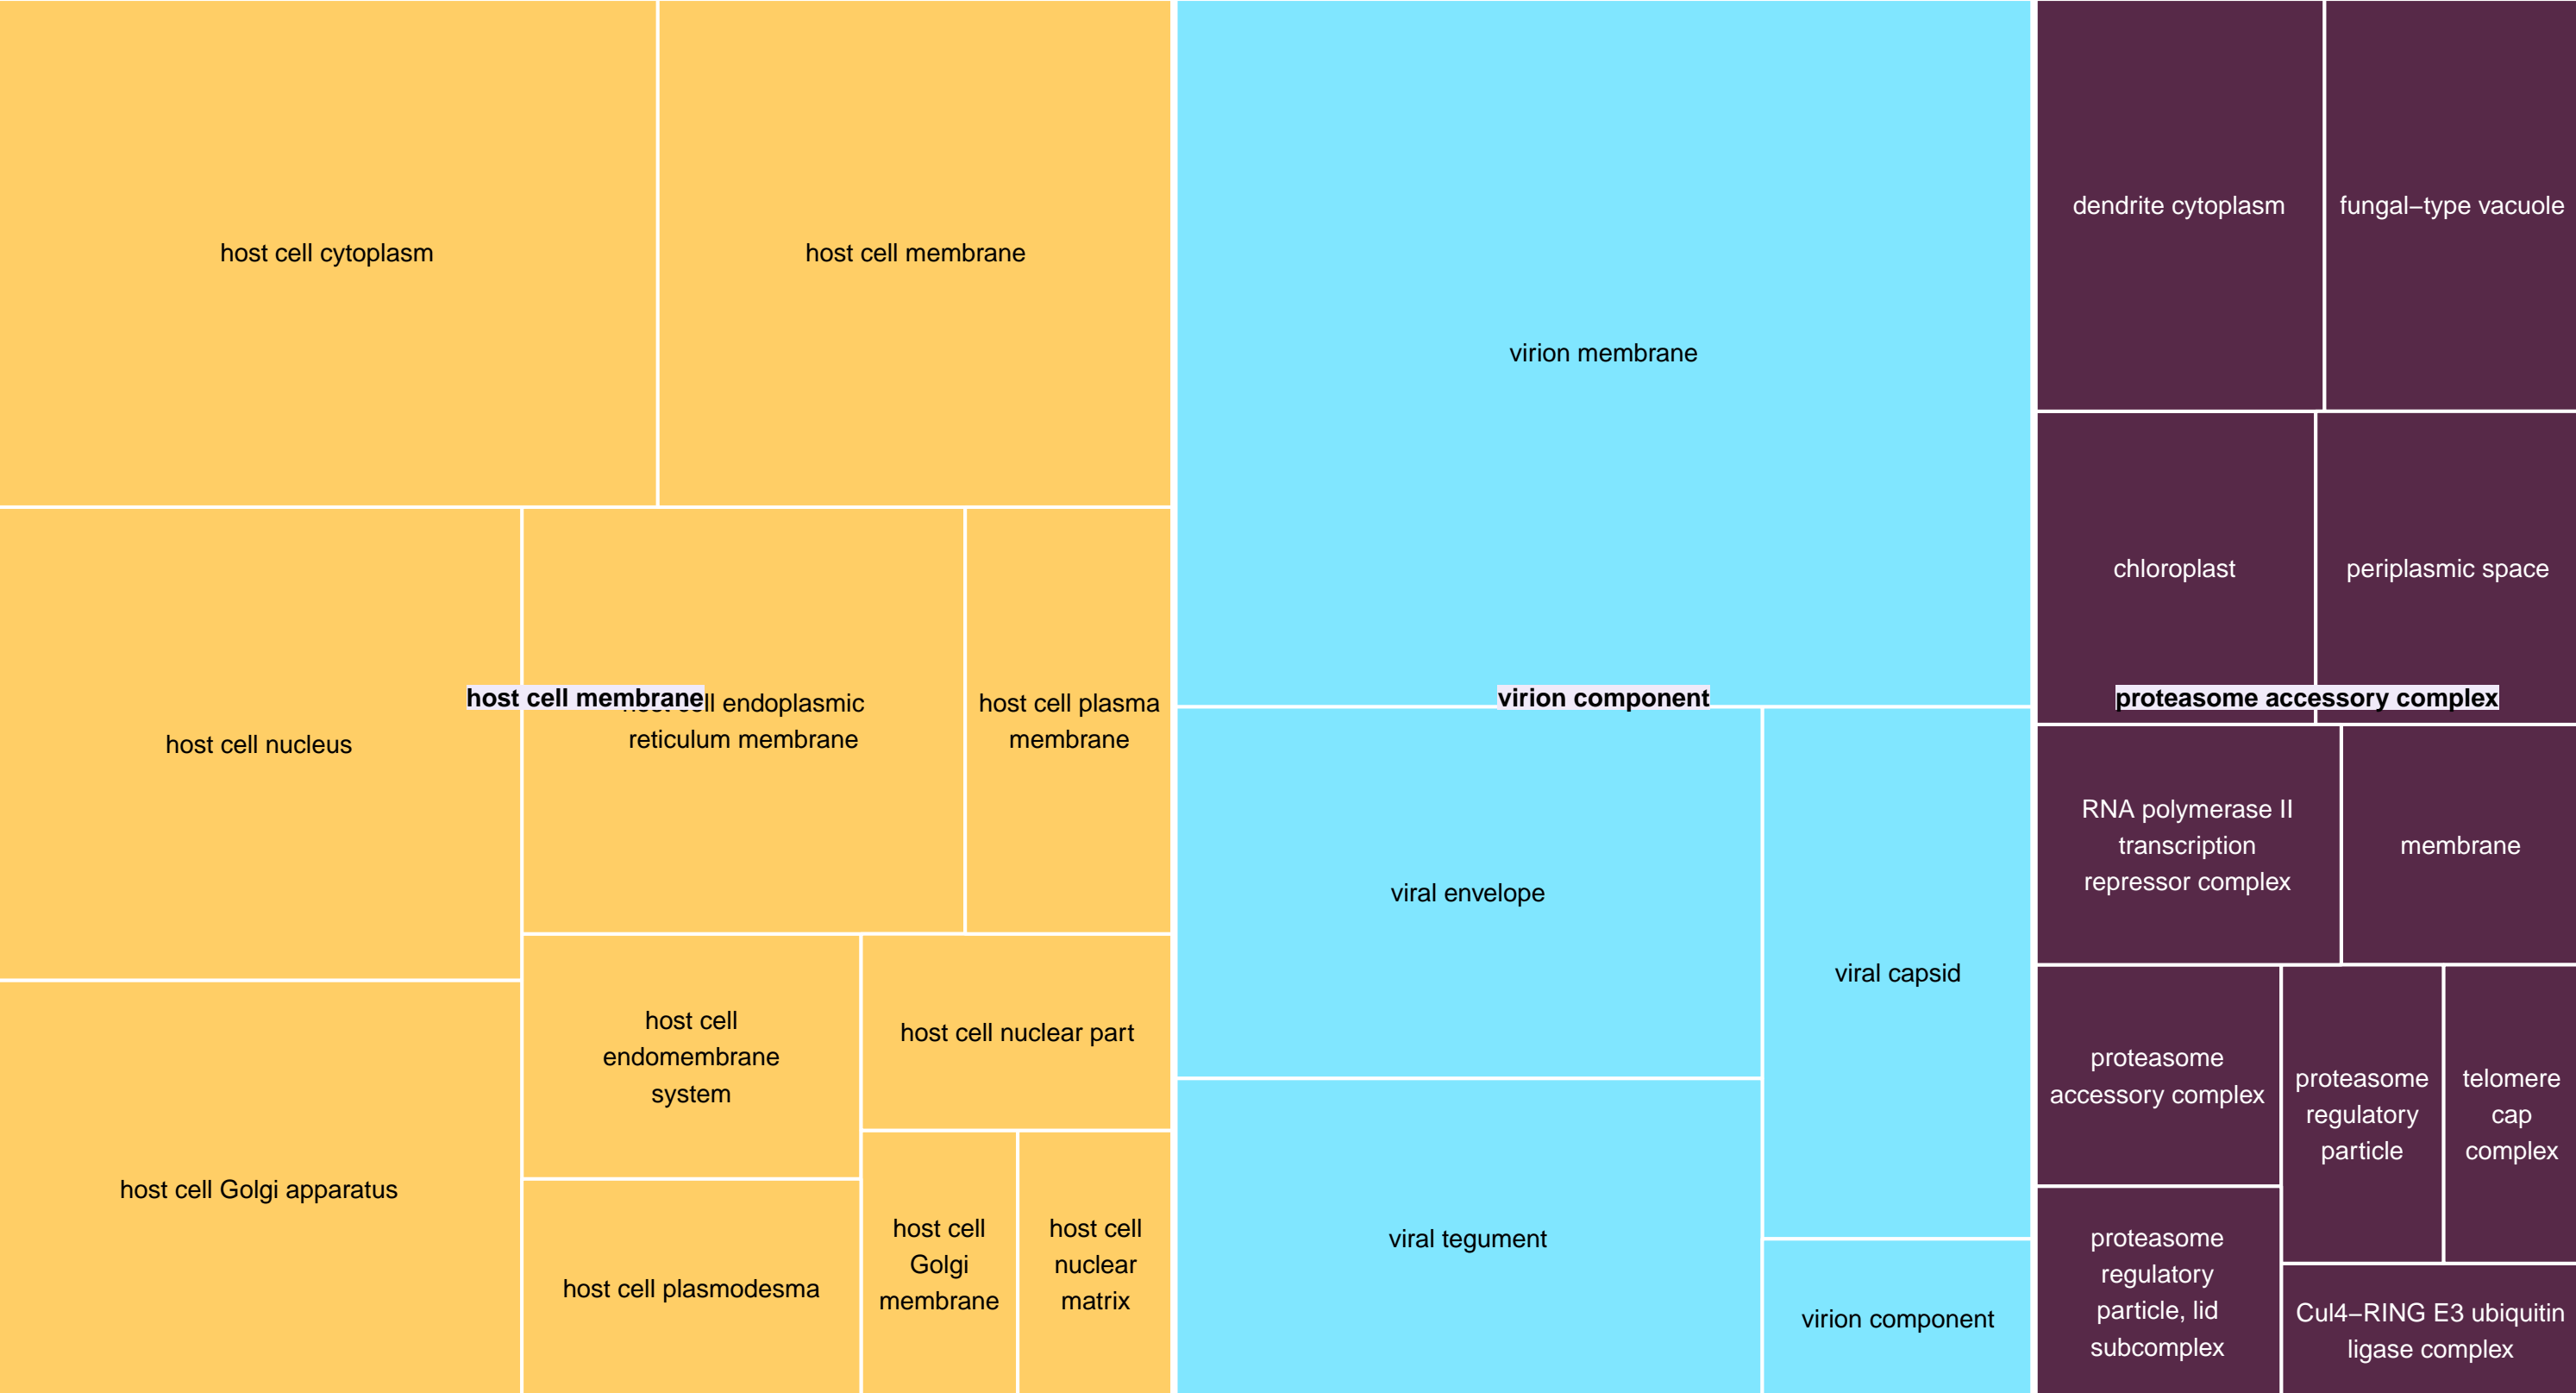 host cell cytoplasm
host cell membrane
host cell nucleus
host cell membrane
ll endoplasmic
reticulum membrane
host cell plasma
membrane
host cell Golgi apparatus
host cell
endomembrane
system
host cell nuclear part
host cell plasmodesma
host cell
Golgi
membrane
host cell
nuclear
matrix
virion membrane
virion component
viral envelope
viral capsid
viral tegument
virion component
dendrite cytoplasm
fungal–type vacuole
chloroplast
periplasmic space
proteasome accessory complex
RNA polymerase II
transcription
repressor complex
membrane
proteasome
accessory complex
proteasome
regulatory
particle
telomere
cap
complex
proteasome
regulatory
particle, lid
subcomplex
Cul4–RING E3 ubiquitin
ligase complex